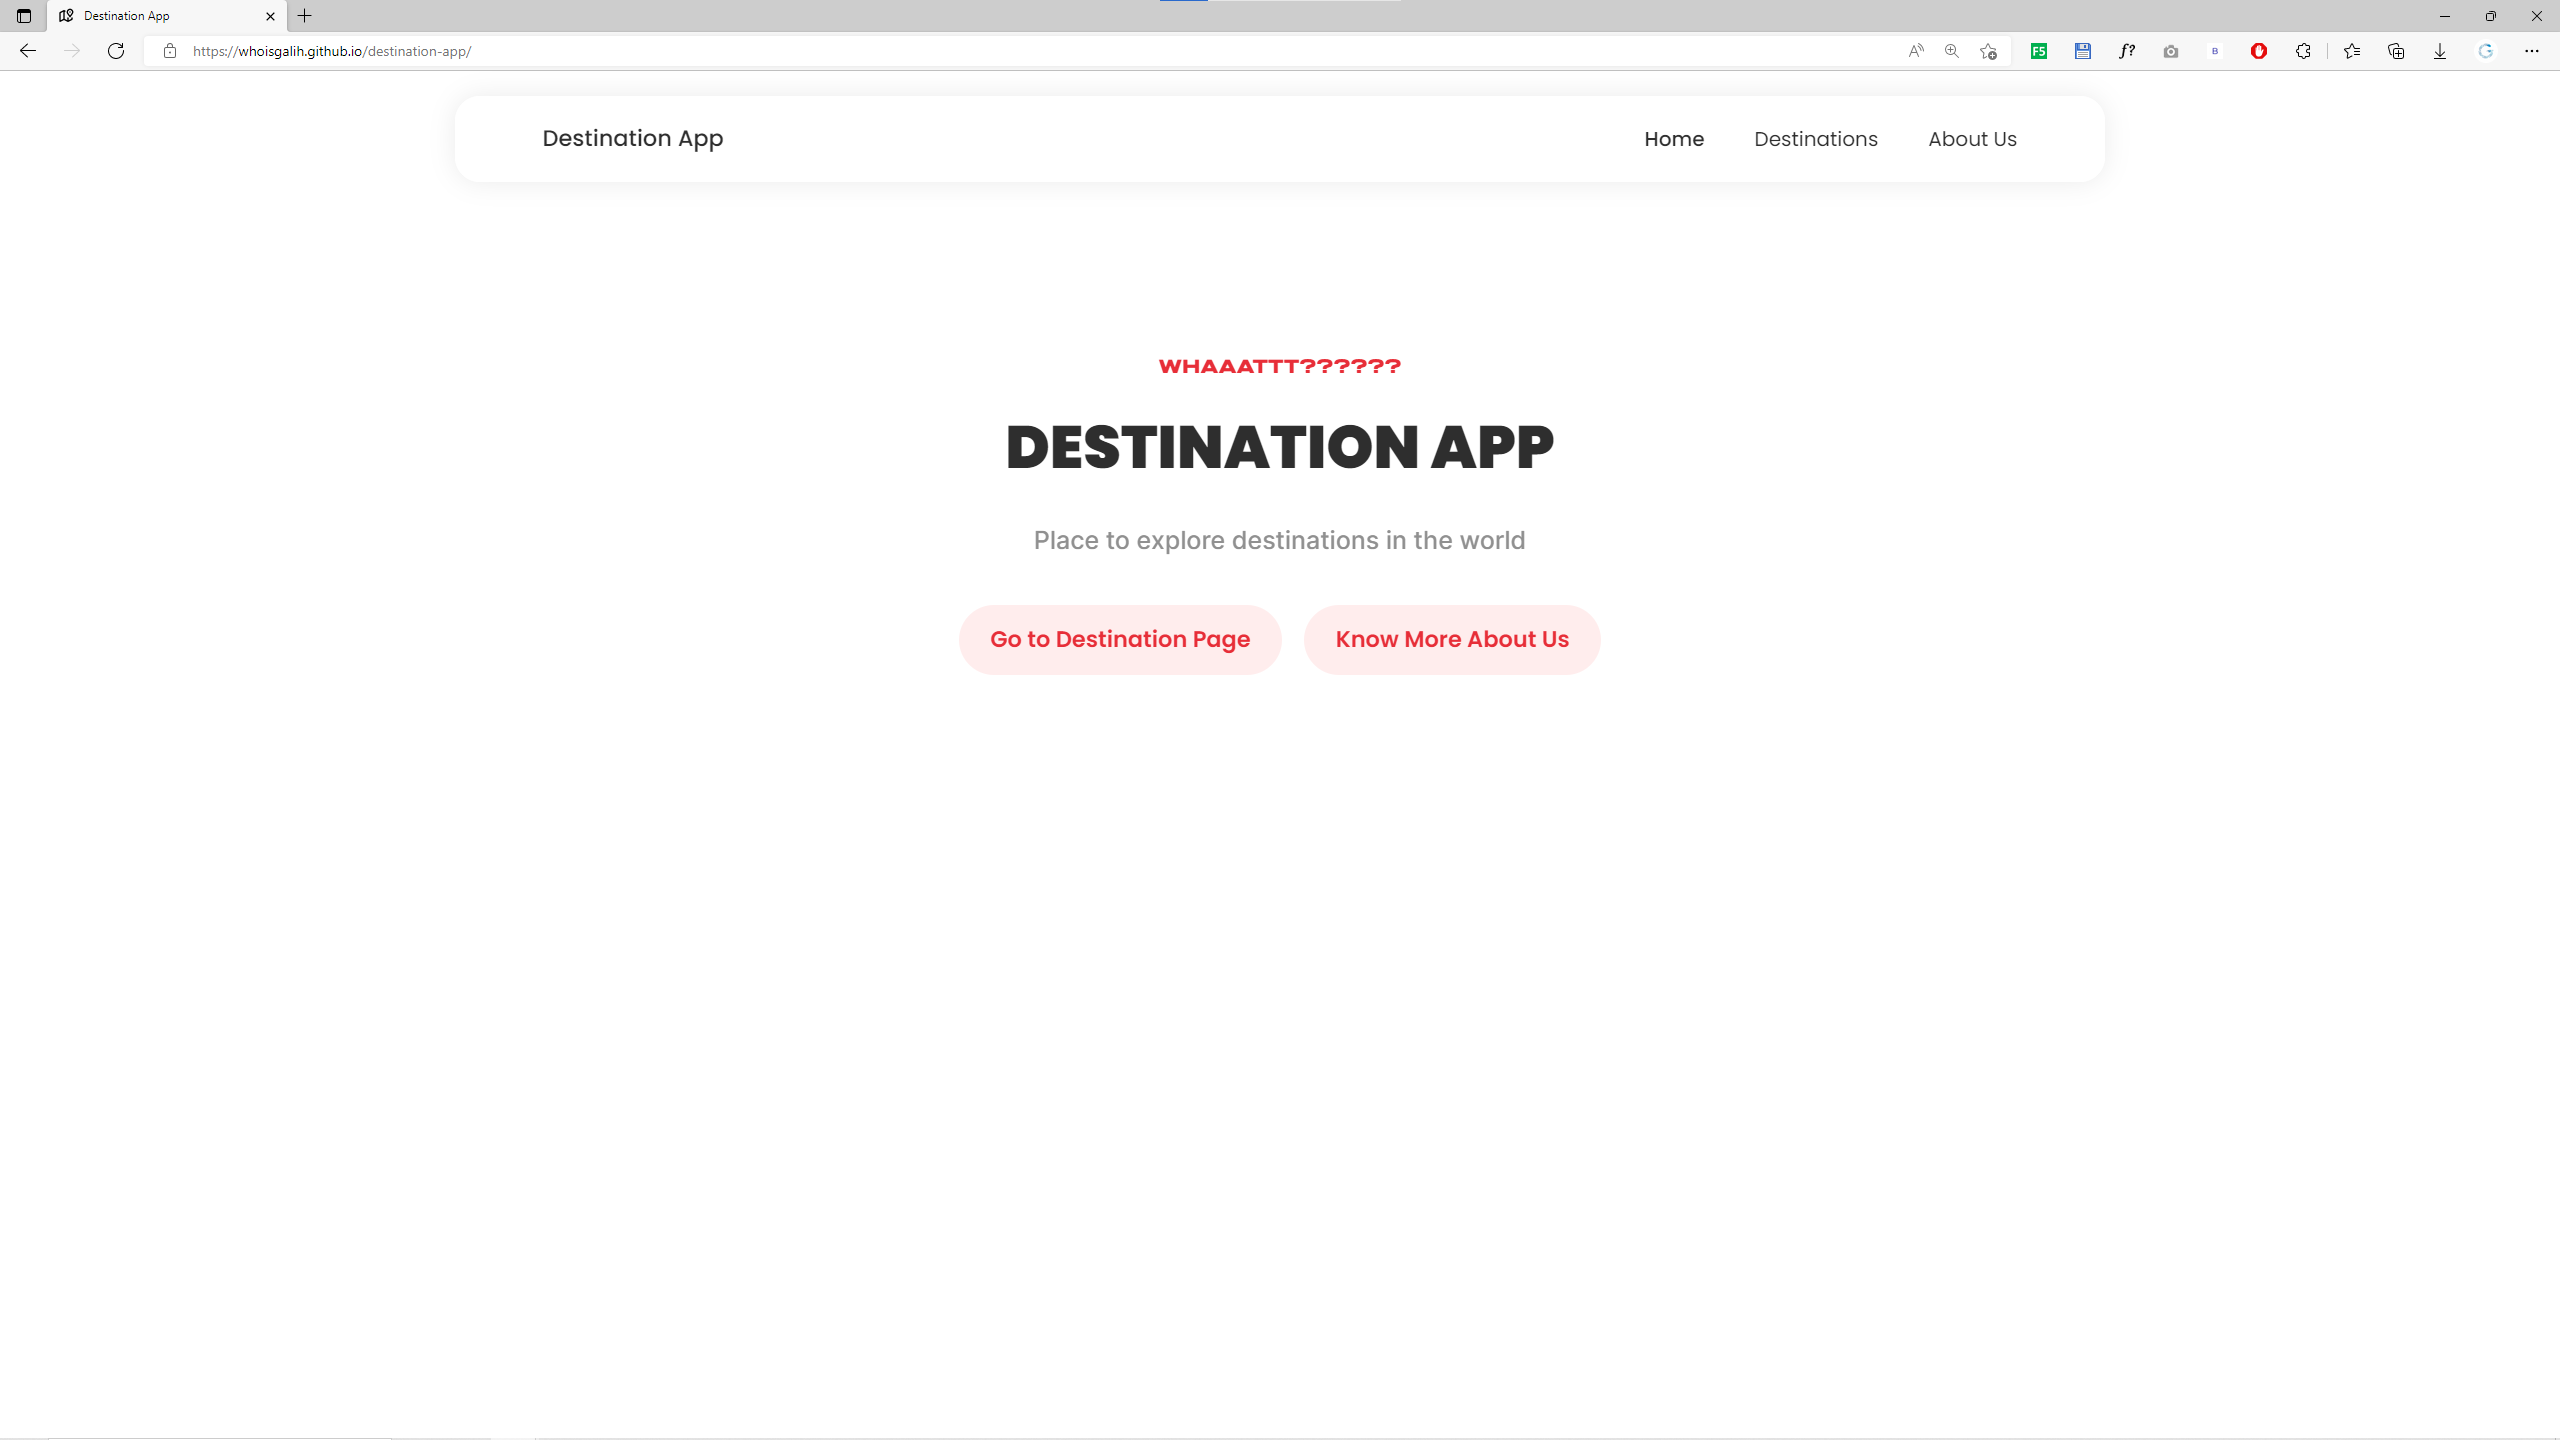 Destination App
https://whoisgalih.github.io/destination-app/
F5
f?
B
Destination App
Home
Destinations
About Us
WHAAATTT??????
DESTINATION APP
Place to explore destinations in the world
Go to Destination Page
Know More About Us